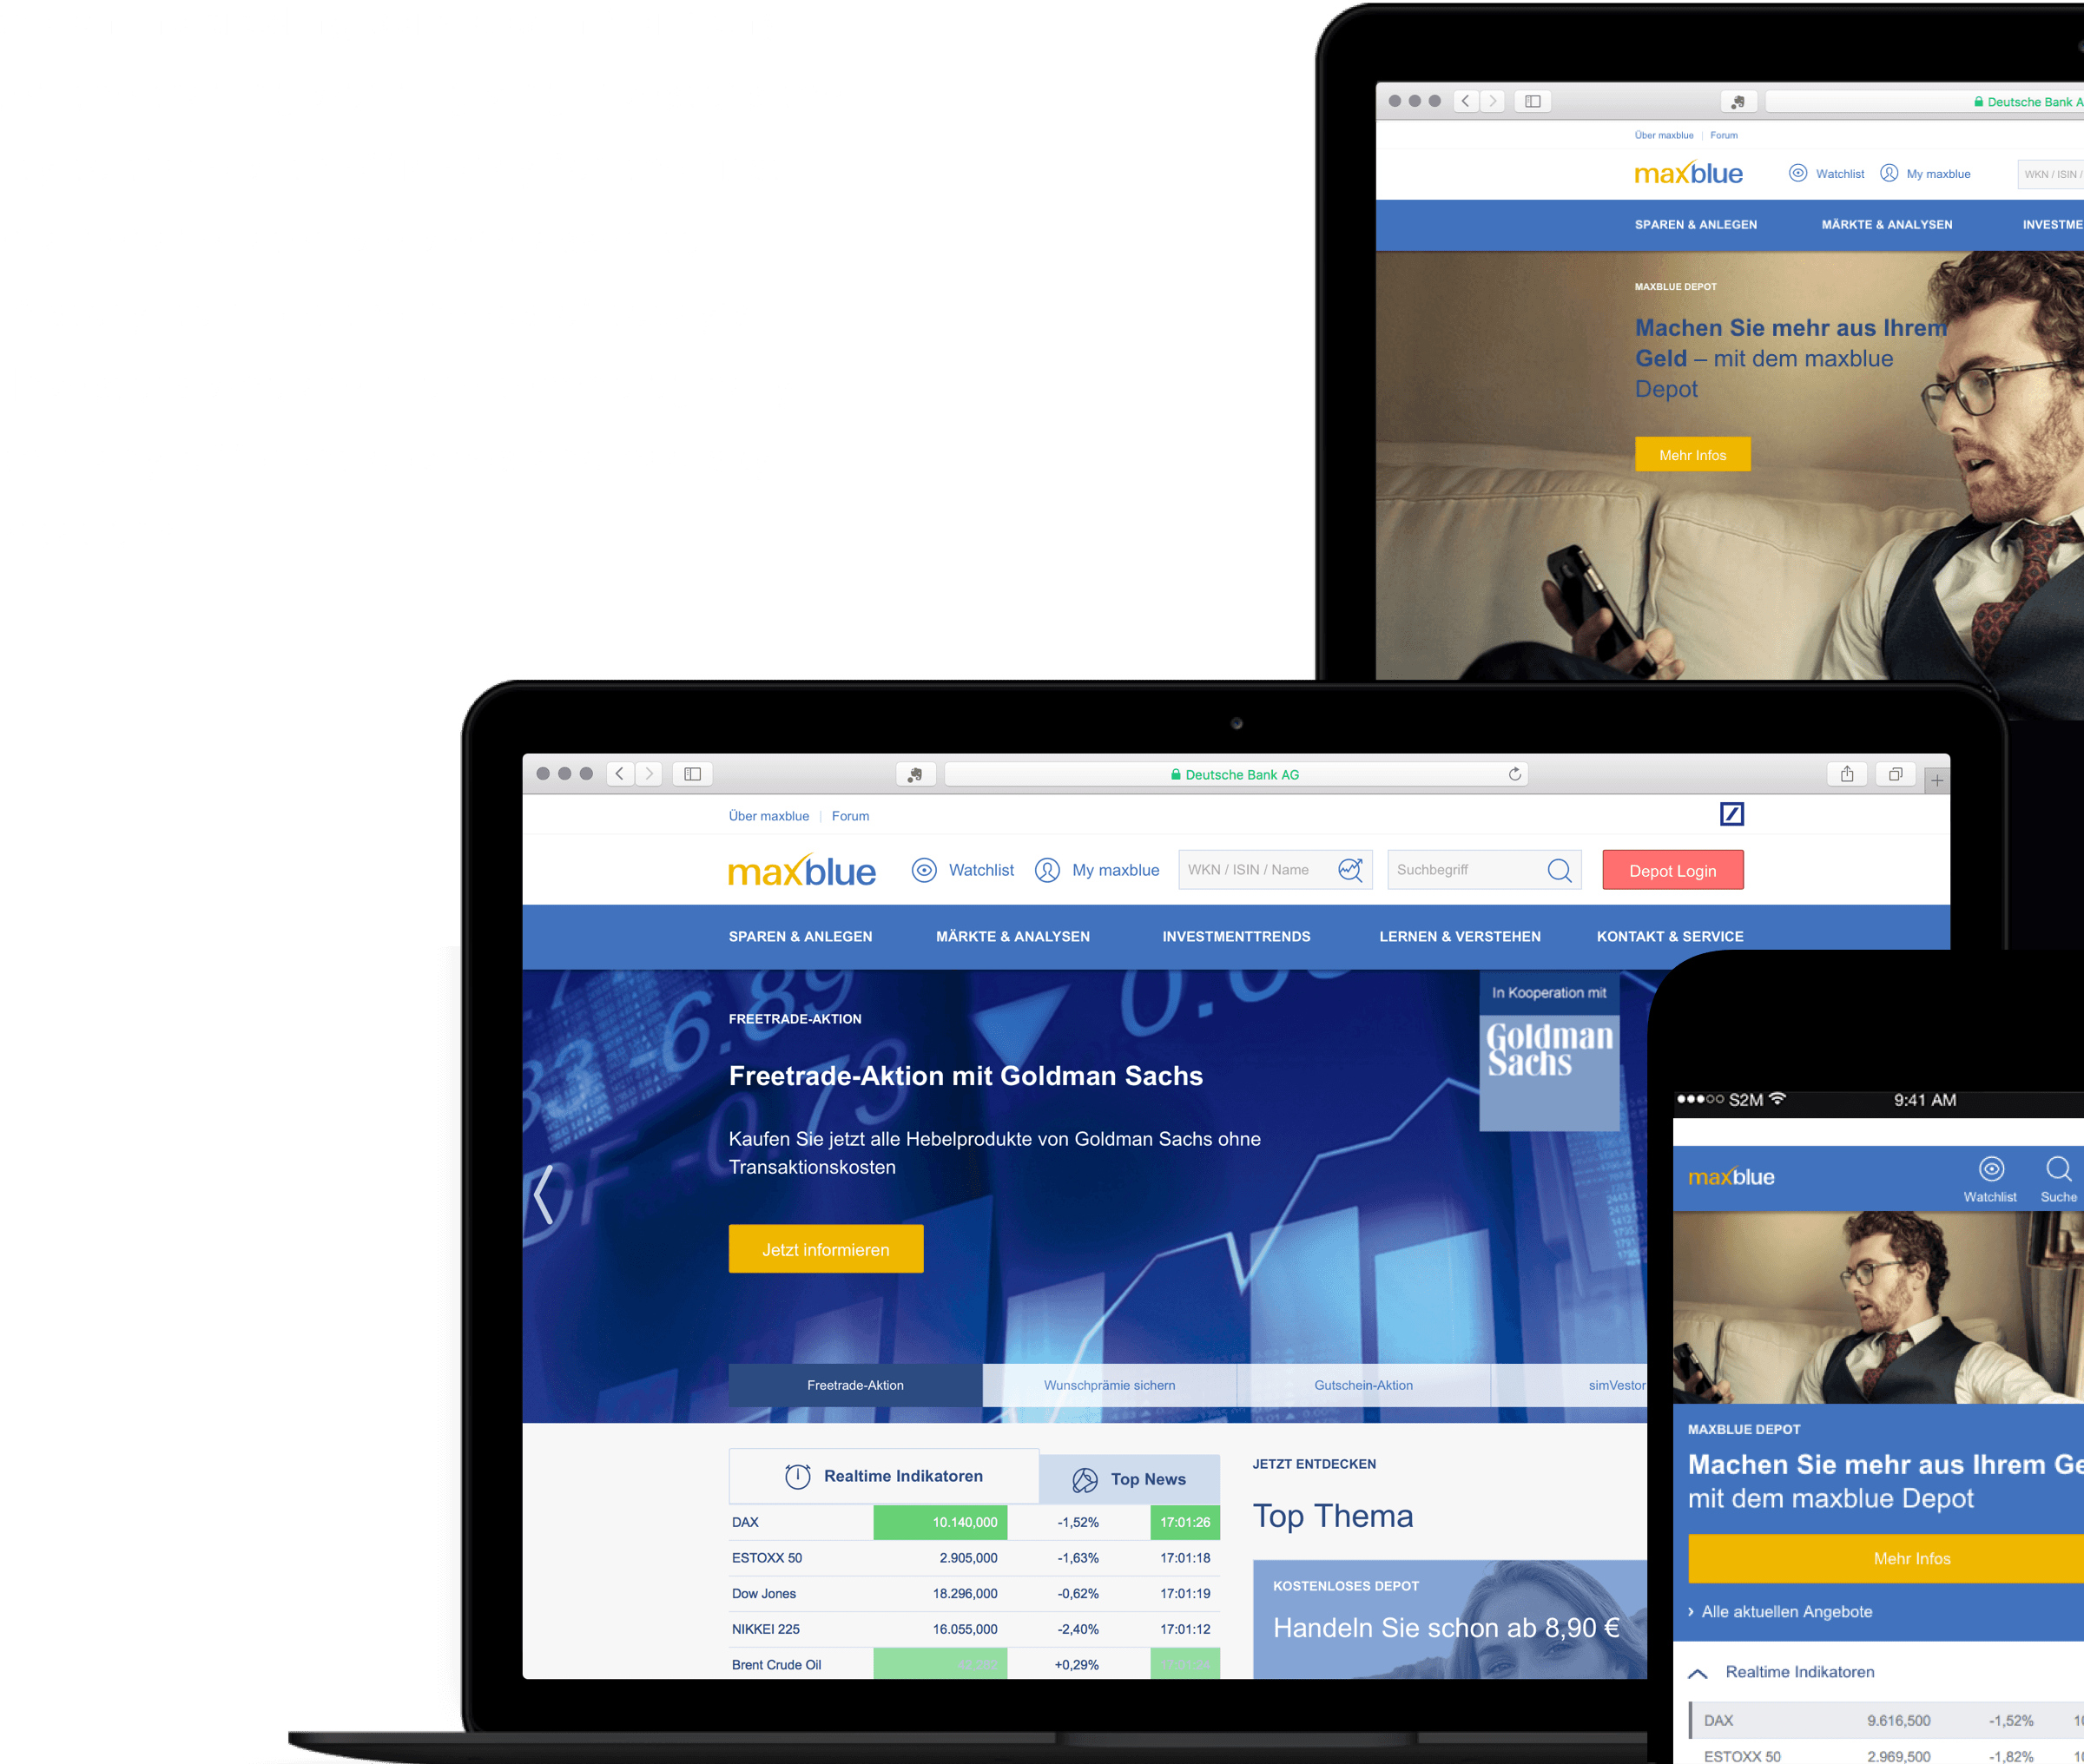 Deutsche Bank A
Über maxblue | Forum
maxblue Watchlist My maxblue WKN / ISIN /
SPAREN & ANLEGEN MÄRKTE & ANALYSEN INVESTME
MAXBLUE DEPOT
Machen Sie mehr aus Ihrem
Geld – mit dem maxblue
Depot
Mehr Infos
Deutsche Bank AG
Über maxblue | Forum
maxblue Watchlist My maxblue WKN / ISIN / Name Suchbegriff Depot Login
SPAREN & ANLEGEN MÄRKTE & ANALYSEN INVESTMENTTRENDS LERNEN & VERSTEHEN KONTAKT & SERVICE
In Kooperation mit
Goldman
Sachs
FREETRADE-AKTION
Freetrade-Aktion mit Goldman Sachs
Kaufen Sie jetzt alle Hebelprodukte von Goldman Sachs ohne
Transaktionskosten
Jetzt informieren
Freetrade-Aktion Wunschprämie sichern Gutschein-Aktion simVestor
Realtime Indikatoren Top News
DAX 10.140,000 -1,52% 17:01:26
ESTOXX 50 2.905,000 -1,63% 17:01:18
Dow Jones 18.296,000 -0,62% 17:01:19
NIKKEI 225 16.055,000 -2,40% 17:01:12
Brent Crude Oil +0,29%
JETZT ENTDECKEN
Top Thema
KOSTENLOSES DEPOT
Handeln Sie schon ab 8,90 €
S2M 9:41 AM
maxblue Watchlist Suche
MAXBLUE DEPOT
Machen Sie mehr aus Ihrem Ge
mit dem maxblue Depot
Mehr Infos
› Alle aktuellen Angebote
Realtime Indikatoren
DAX 9.616,500 -1,52%
ESTOXX 50 2.969,500 -1,82%